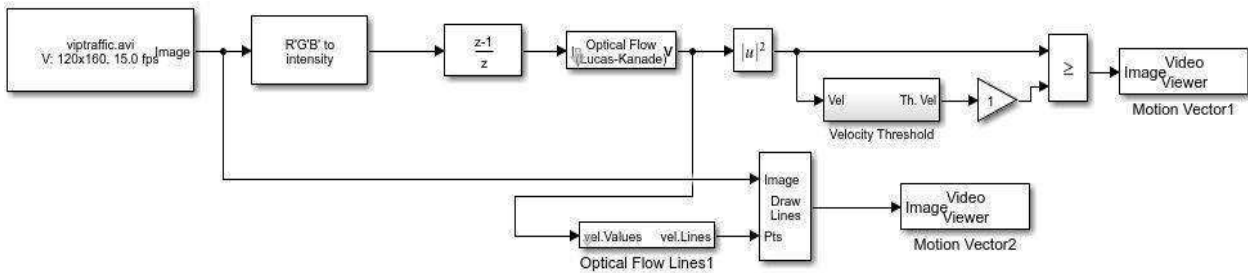 viptraffic.avi
V: 120x160, 15.0 fps
Image
R'G'B' to
intensity
z-1
z
Optical Flow
(Lucas-Kanade)
V
|u|²
Vel
Th. Vel
Velocity Threshold
1
≥
Image
Video
Viewer
Motion Vector1
Image
Draw
Lines
Pts
vel.Values
vel.Lines
Optical Flow Lines1
Image
Video
Viewer
Motion Vector2